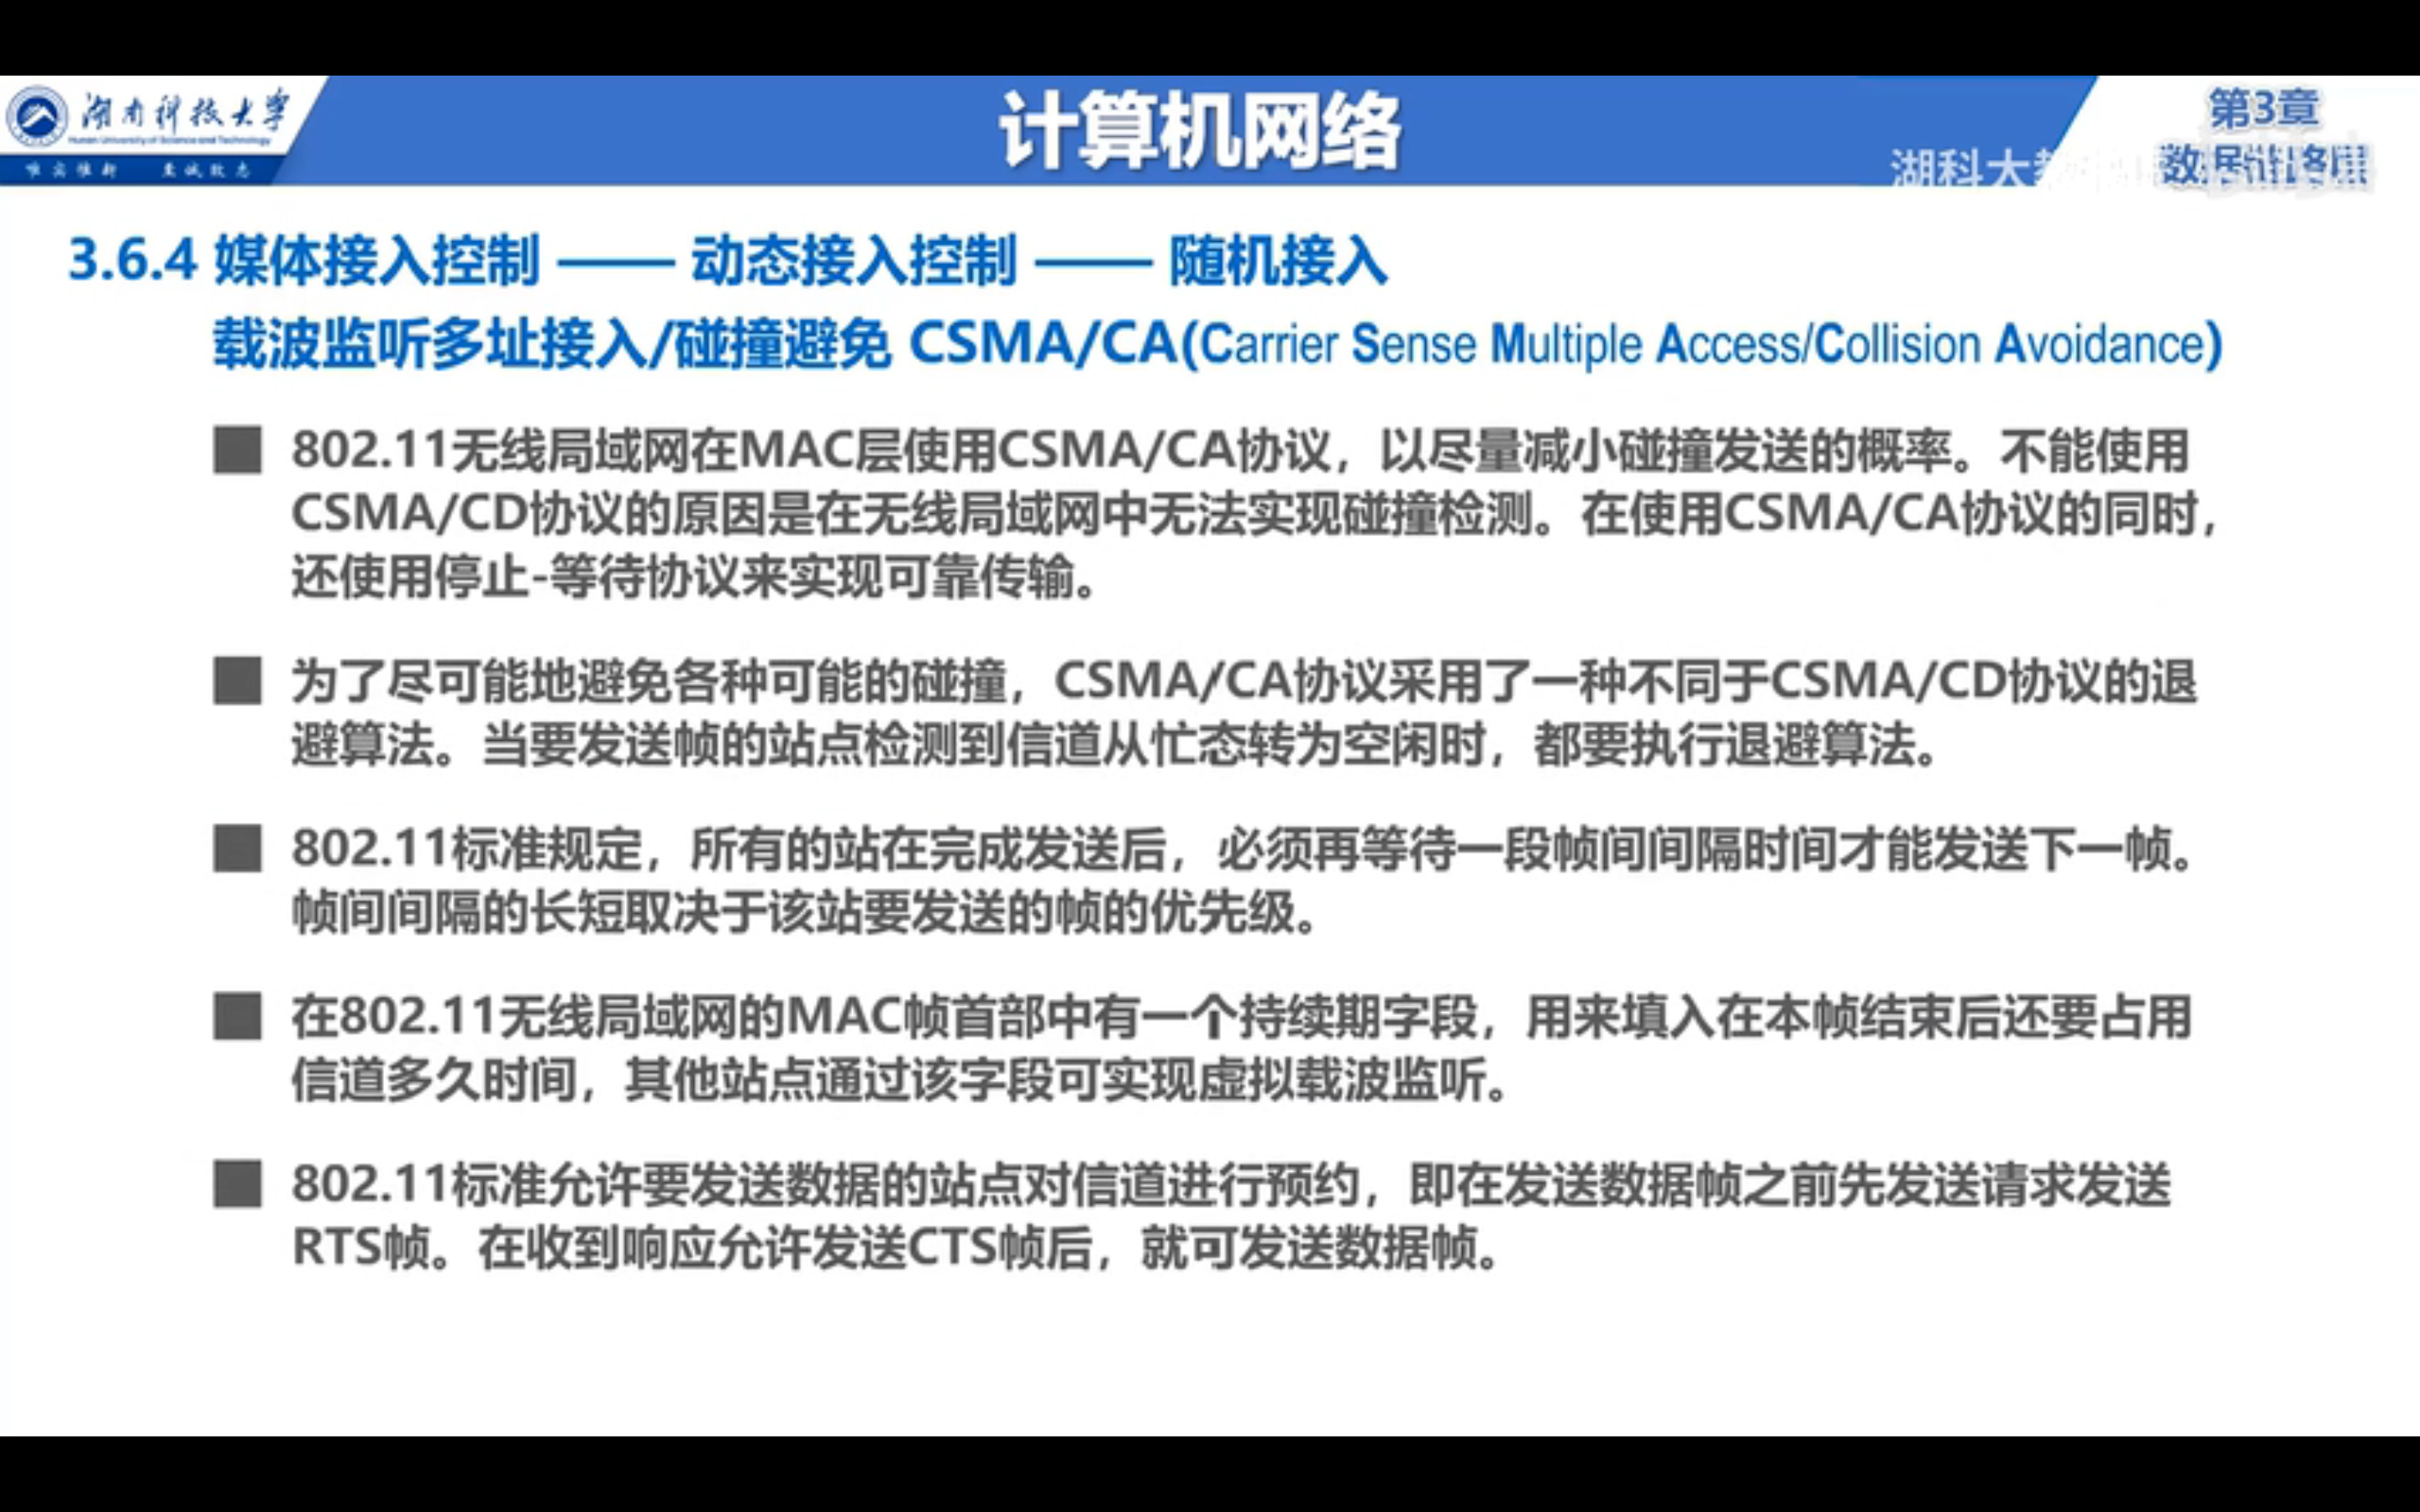 湖南科技大学
Hunan University of Science and Technology
唯实惟新 至诚致志
计算机网络
第3章
数据链路层
湖科大
3.6.4 媒体接入控制 —— 动态接入控制 —— 随机接入
载波监听多址接入/碰撞避免 CSMA/CA(Carrier Sense Multiple Access/Collision Avoidance)
■ 802.11无线局域网在MAC层使用CSMA/CA协议，以尽量减小碰撞发送的概率。不能使用
CSMA/CD协议的原因是在无线局域网中无法实现碰撞检测。在使用CSMA/CA协议的同时，
还使用停止-等待协议来实现可靠传输。
■ 为了尽可能地避免各种可能的碰撞，CSMA/CA协议采用了一种不同于CSMA/CD协议的退
避算法。当要发送帧的站点检测到信道从忙态转为空闲时，都要执行退避算法。
■ 802.11标准规定，所有的站在完成发送后，必须再等待一段帧间间隔时间才能发送下一帧。
帧间间隔的长短取决于该站要发送的帧的优先级。
■ 在802.11无线局域网的MAC帧首部中有一个持续期字段，用来填入在本帧结束后还要占用
信道多久时间，其他站点通过该字段可实现虚拟载波监听。
■ 802.11标准允许要发送数据的站点对信道进行预约，即在发送数据帧之前先发送请求发送
RTS帧。在收到响应允许发送CTS帧后，就可发送数据帧。